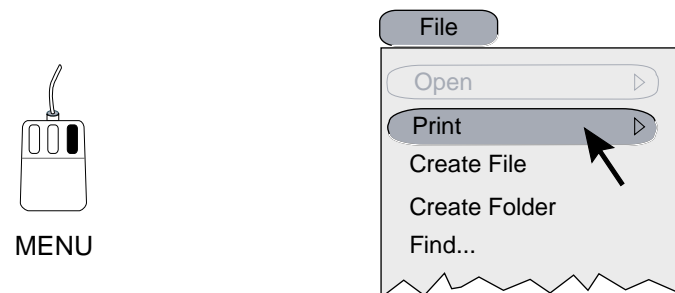 File
Open
Print
Create File
Create Folder
Find...
MENU